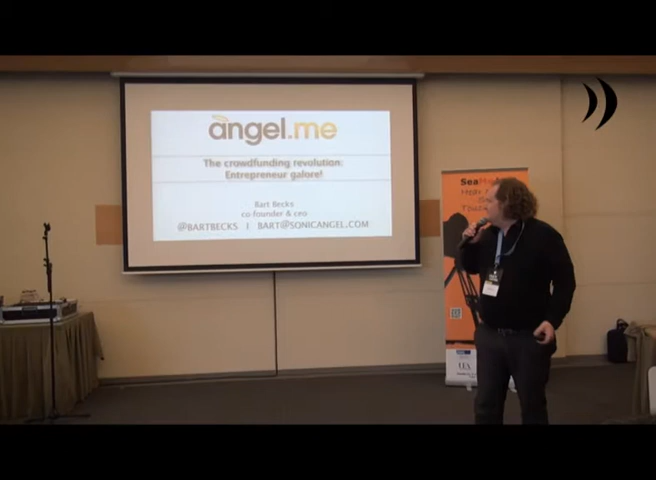 angel.me
The crowdfunding revolution:
Entrepreneur galore!
Bart Becks
co founder & ceo
@BARTBECKS | BART@SONICANGEL.COM